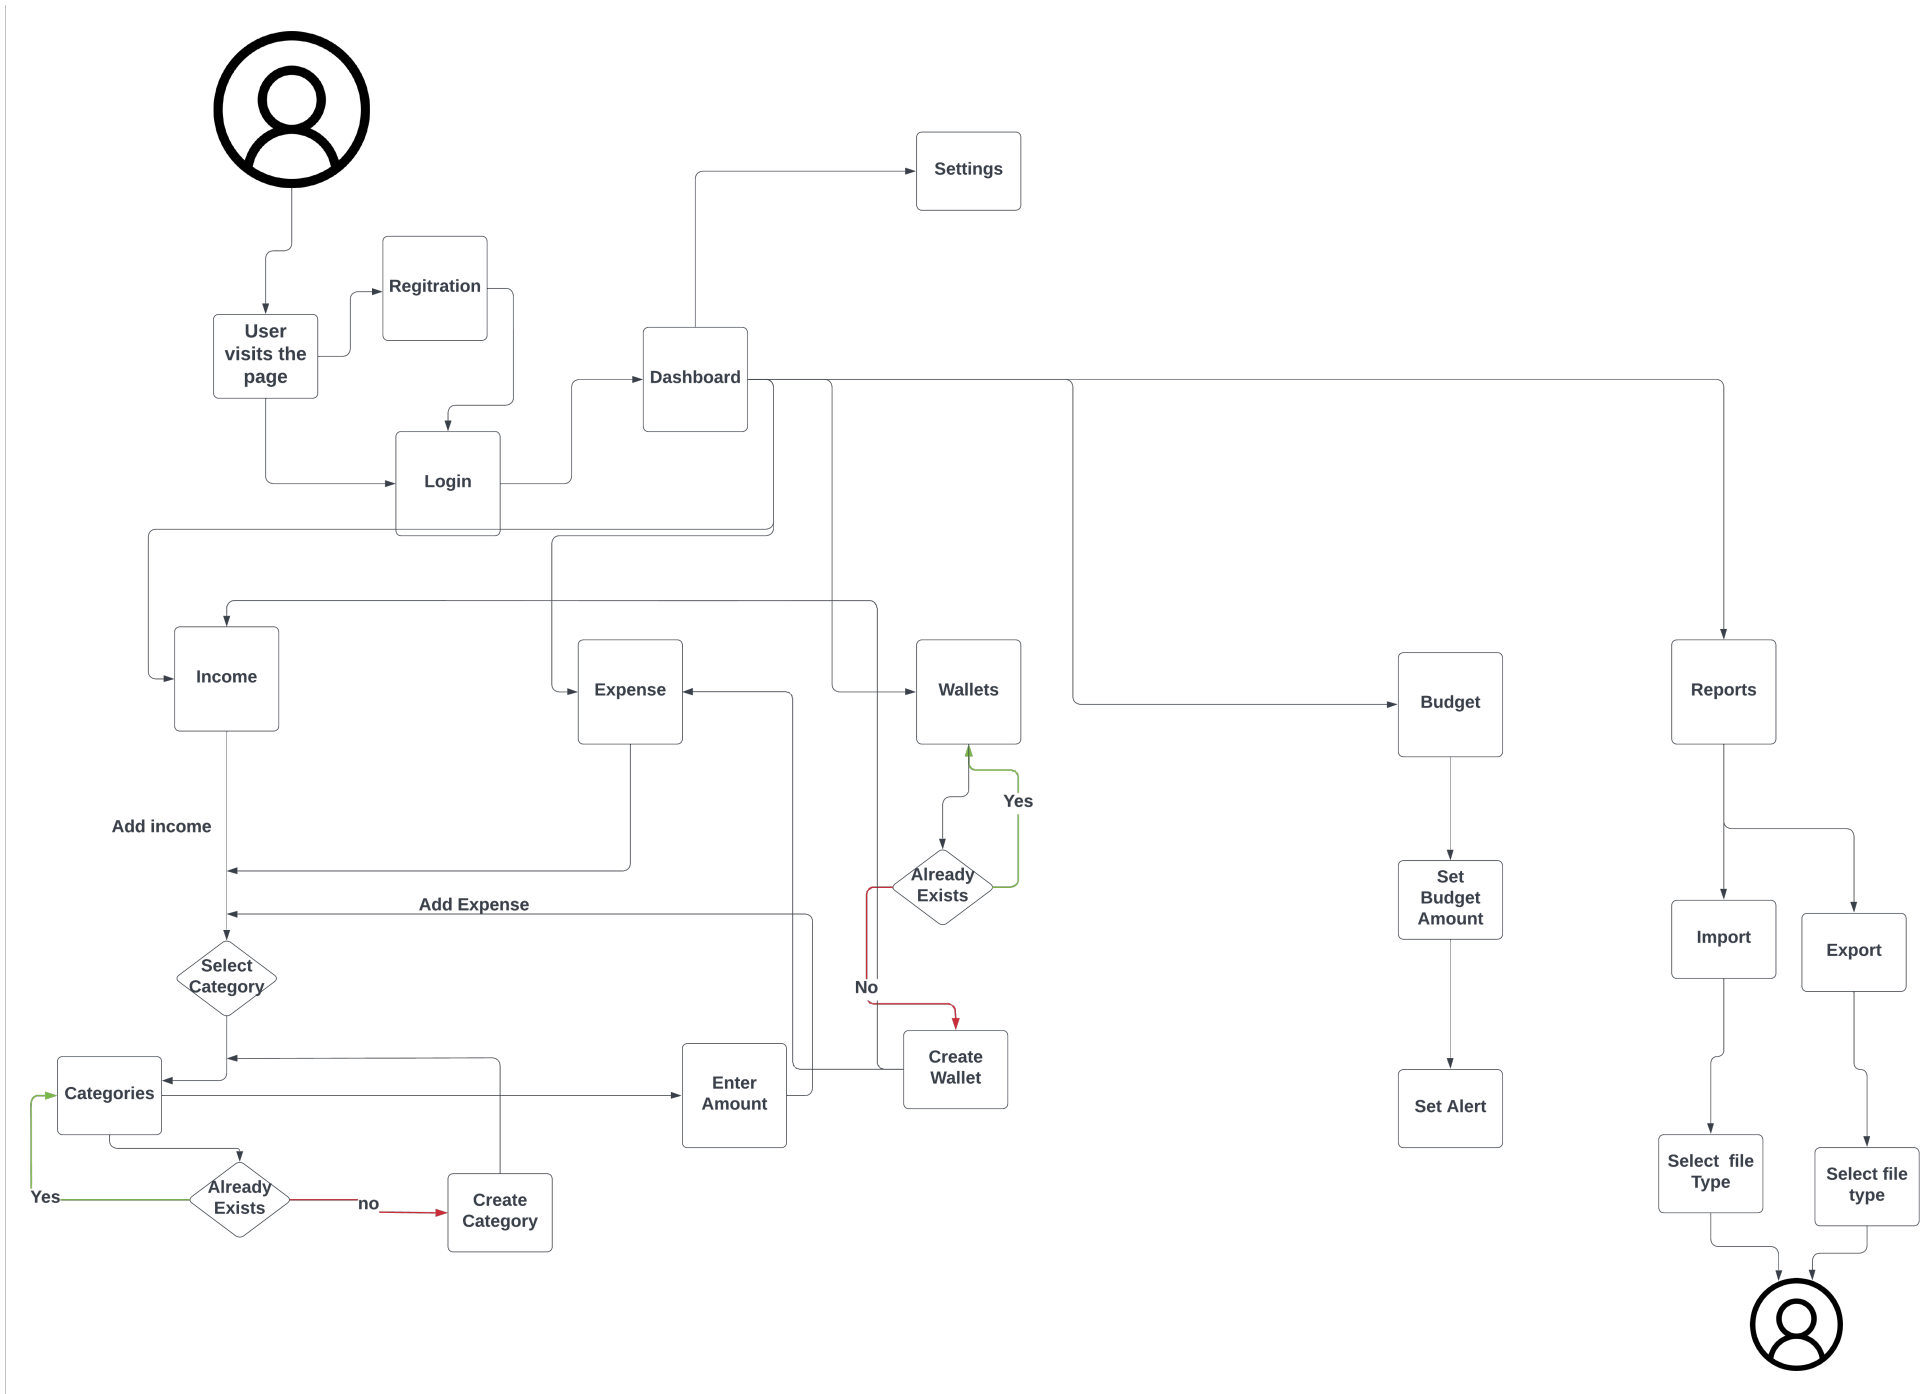 Settings
Regitration
User
visits the
page
Dashboard
Login
Income
Expense
Wallets
Budget
Reports
Yes
Add income
Already
Exists
Set
Budget
Amount
Add Expense
Import
Export
Select
Category
No
Create
Wallet
Categories
Enter
Amount
Set Alert
Select  file
Type
Select file
type
Yes
Already
Exists
no
Create
Category